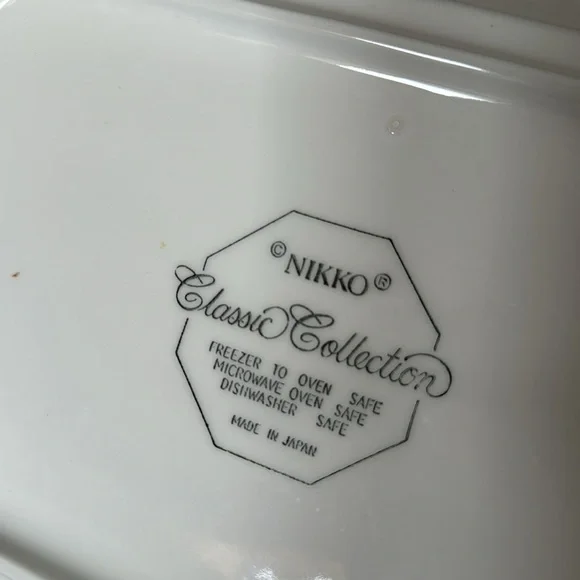 © NIKKO ®
Classic Collection
FREEZER TO OVEN SAFE
MICROWAVE OVEN SAFE
DISHWASHER SAFE
MADE IN JAPAN